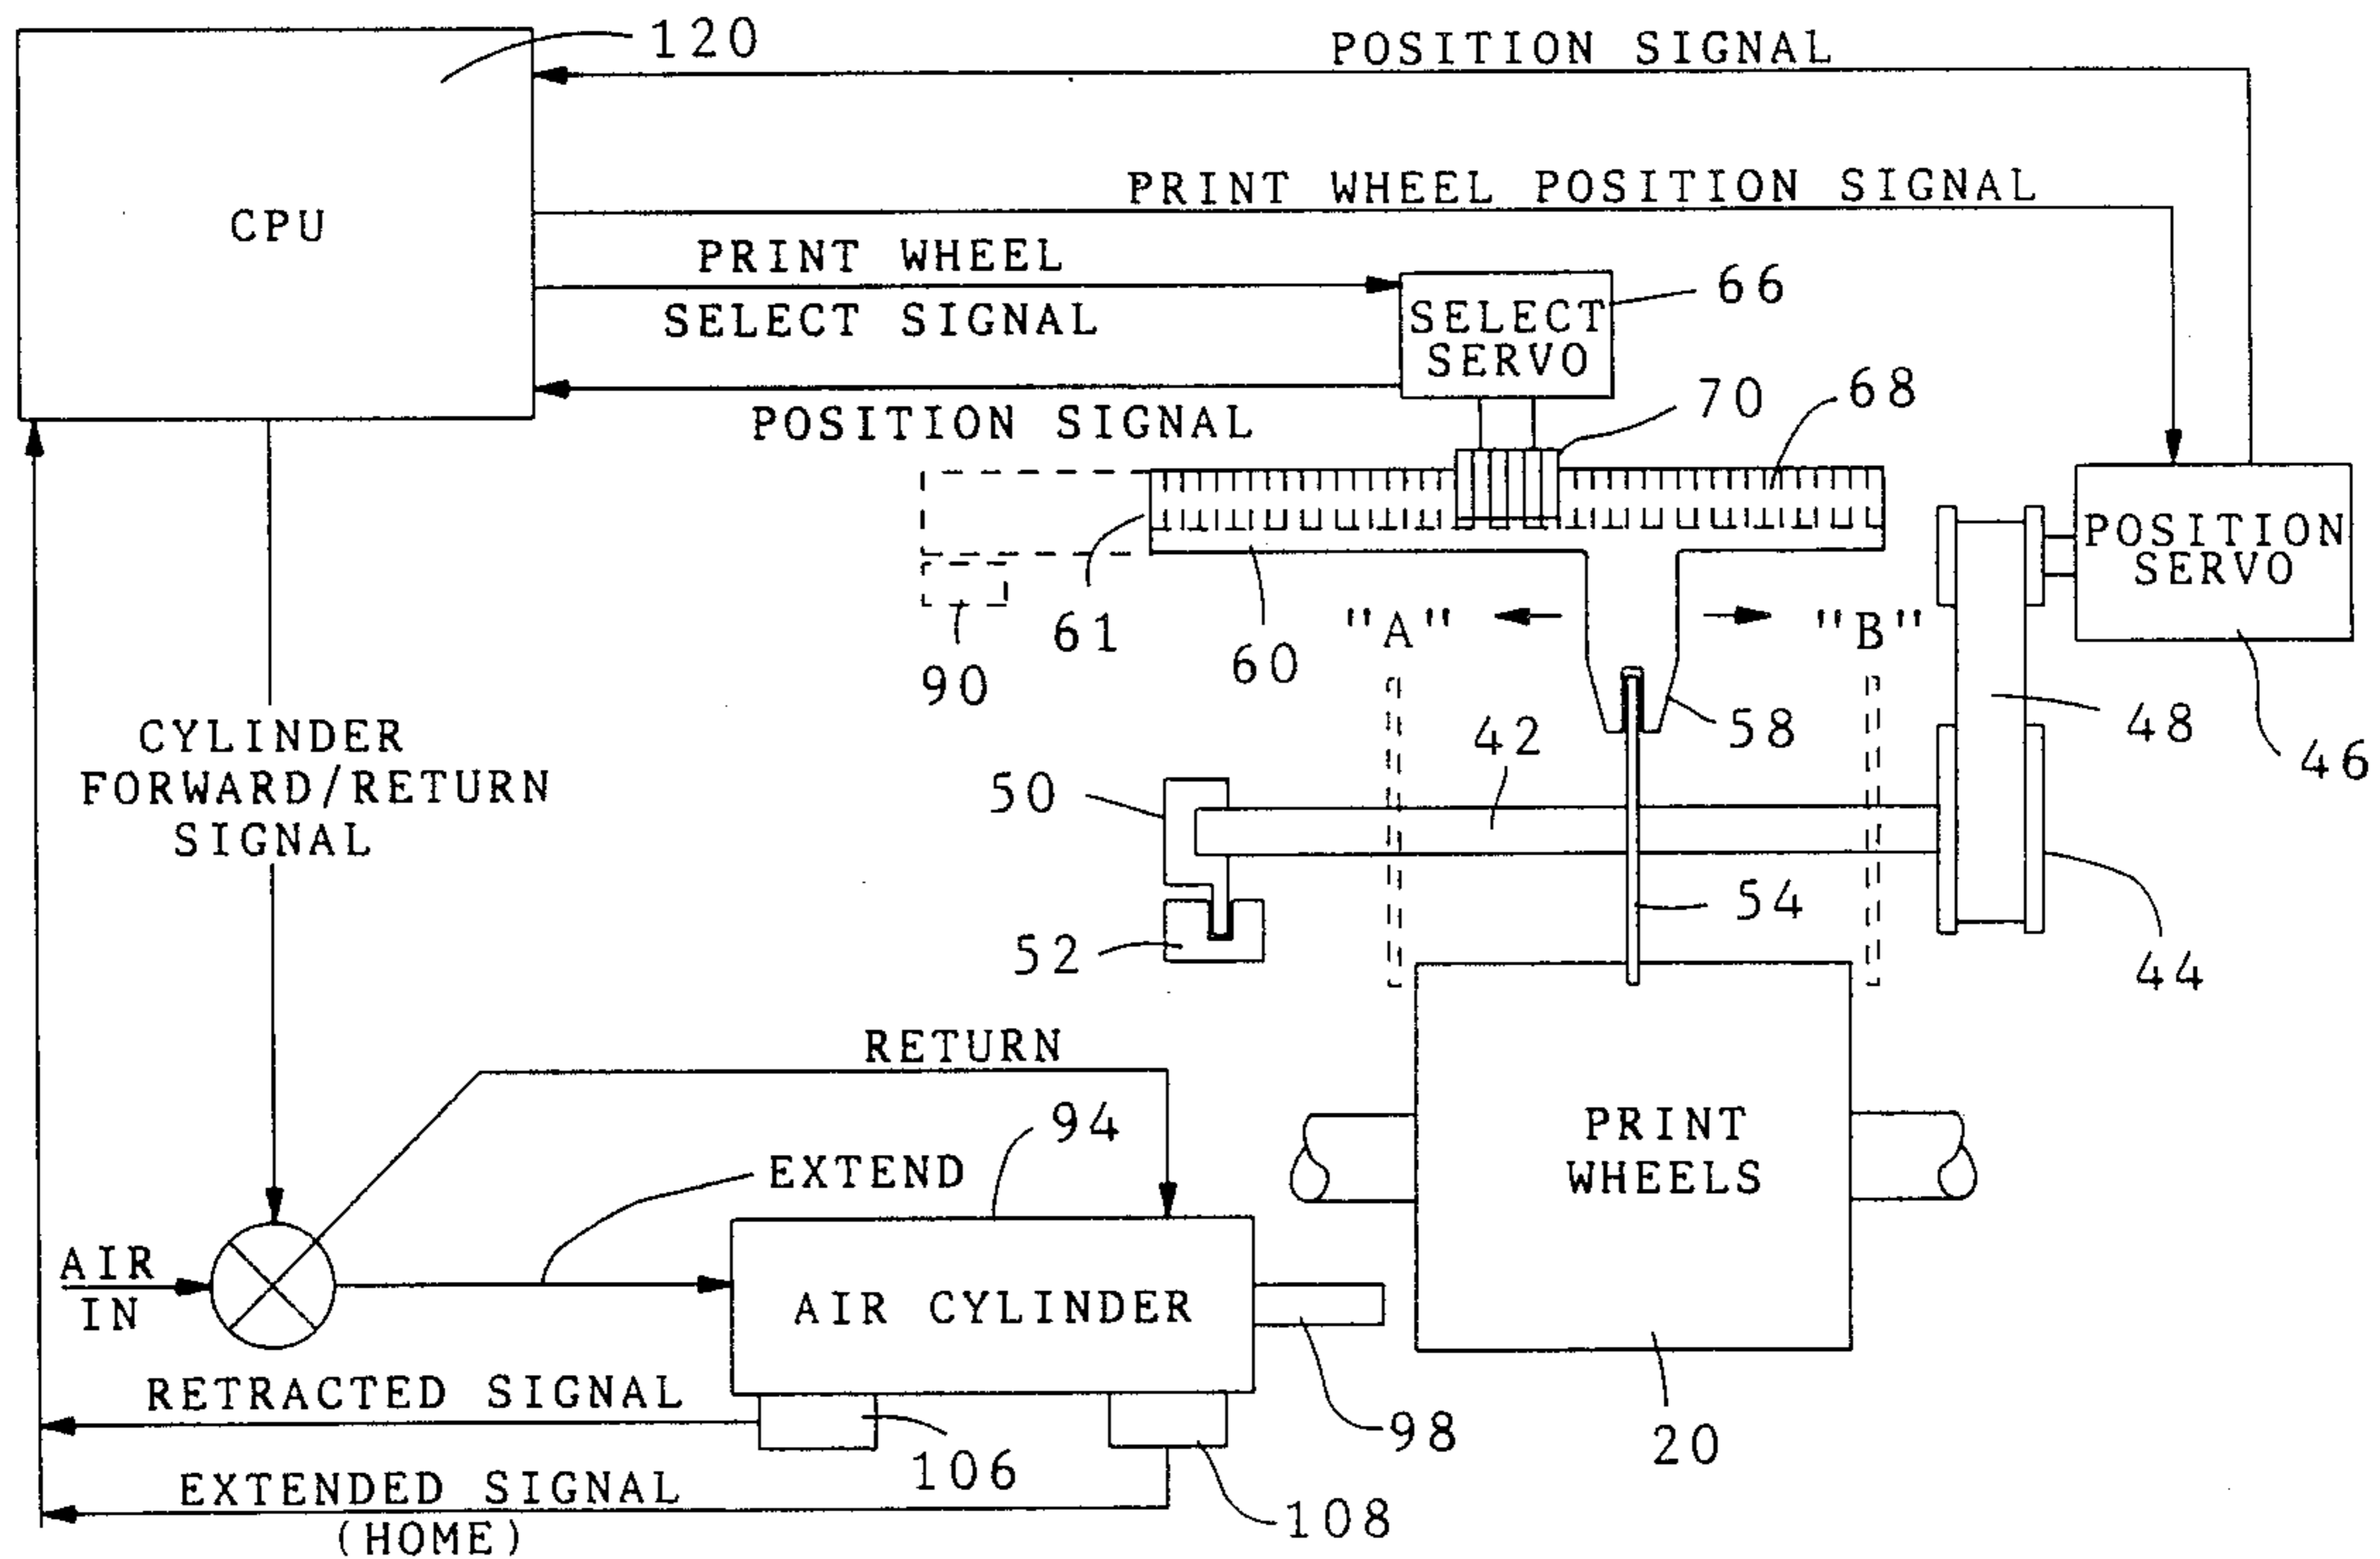 120
POSITION SIGNAL
PRINT WHEEL POSITION SIGNAL
CPU
PRINT WHEEL
SELECT SIGNAL
66
SELECT
SERVO
70
68
POSITION SIGNAL
POSITION
SERVO
61
60
90
"A"
"B"
58
48
46
42
50
CYLINDER
FORWARD/RETURN
SIGNAL
54
52
44
RETURN
94
EXTEND
PRINT
WHEELS
AIR
IN
AIR CYLINDER
RETRACTED SIGNAL
98
20
106
EXTENDED SIGNAL
(HOME)
108